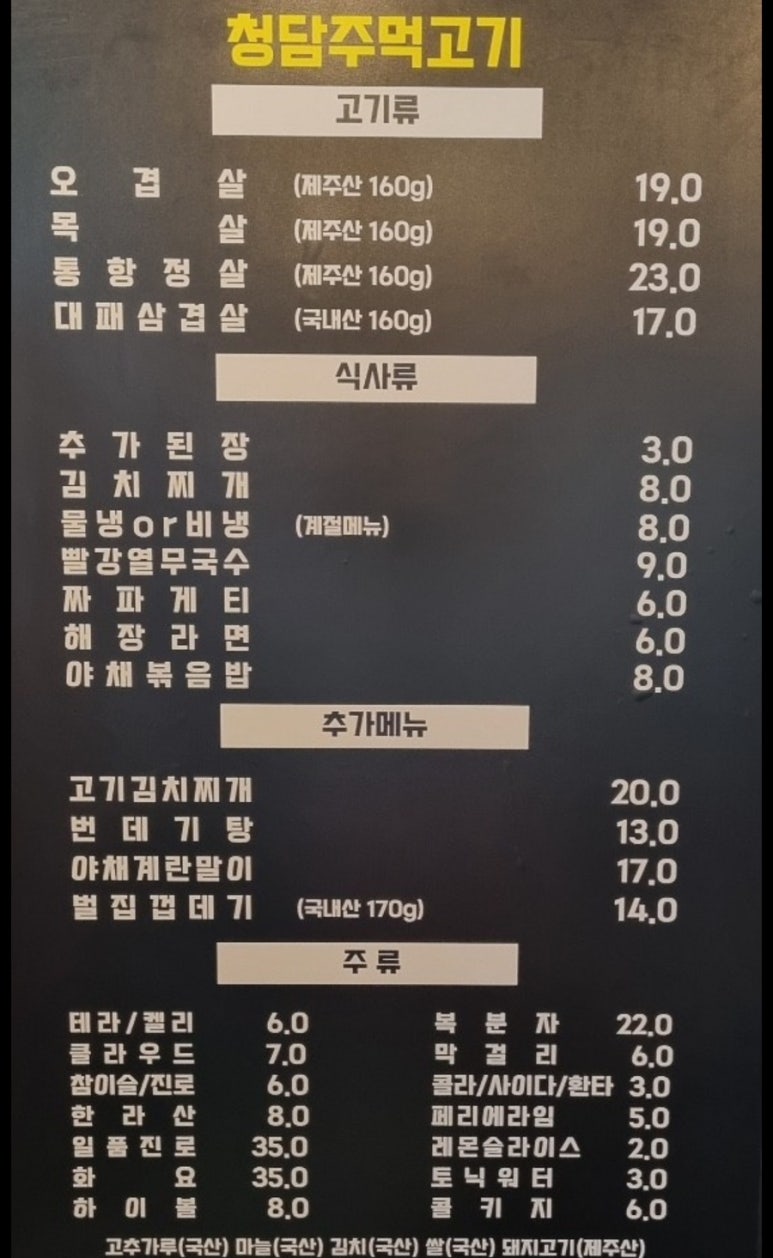 청담주먹고기
고기류
오겹살 (제주산 160g) 19.0
목살 (제주산 160g) 19.0
통항정살 (제주산 160g) 23.0
대패삼겹살 (국내산 160g) 17.0
식사류
추가된장 3.0
김치찌개 8.0
물냉or비냉 (계절메뉴) 8.0
빨강열무국수 9.0
짜파게티 6.0
해장라면 6.0
야채볶음밥 8.0
추가메뉴
고기김치찌개 20.0
번데기탕 13.0
야채계란말이 17.0
벌집껍데기 (국내산 170g) 14.0
주류
테라/켈리 6.0 복분자 22.0
클라우드 7.0 막걸리 6.0
참이슬/진로 6.0 콜라/사이다/환타 3.0
한라산 8.0 페리에라임 5.0
일품진로 35.0 레몬슬라이스 2.0
화요 35.0 토닉워터 3.0
하이볼 8.0 콜키지 6.0
고추가루(국산) 마늘(국산) 김치(국산) 쌀(국산) 돼지고기(제주산)